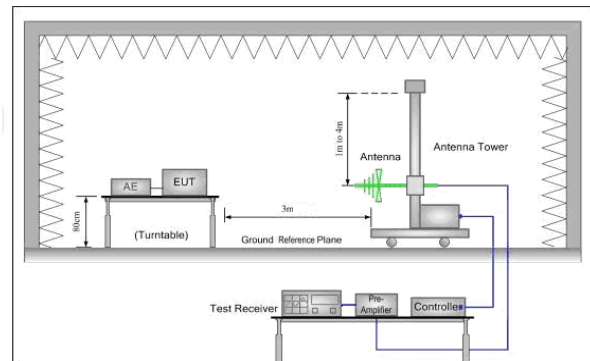 1m to 4m
Antenna
Antenna Tower
AE
EUT
80cm
(Turntable)
3m
Ground Reference Plane
Test Receiver
Pre-
Amplifier
Controller